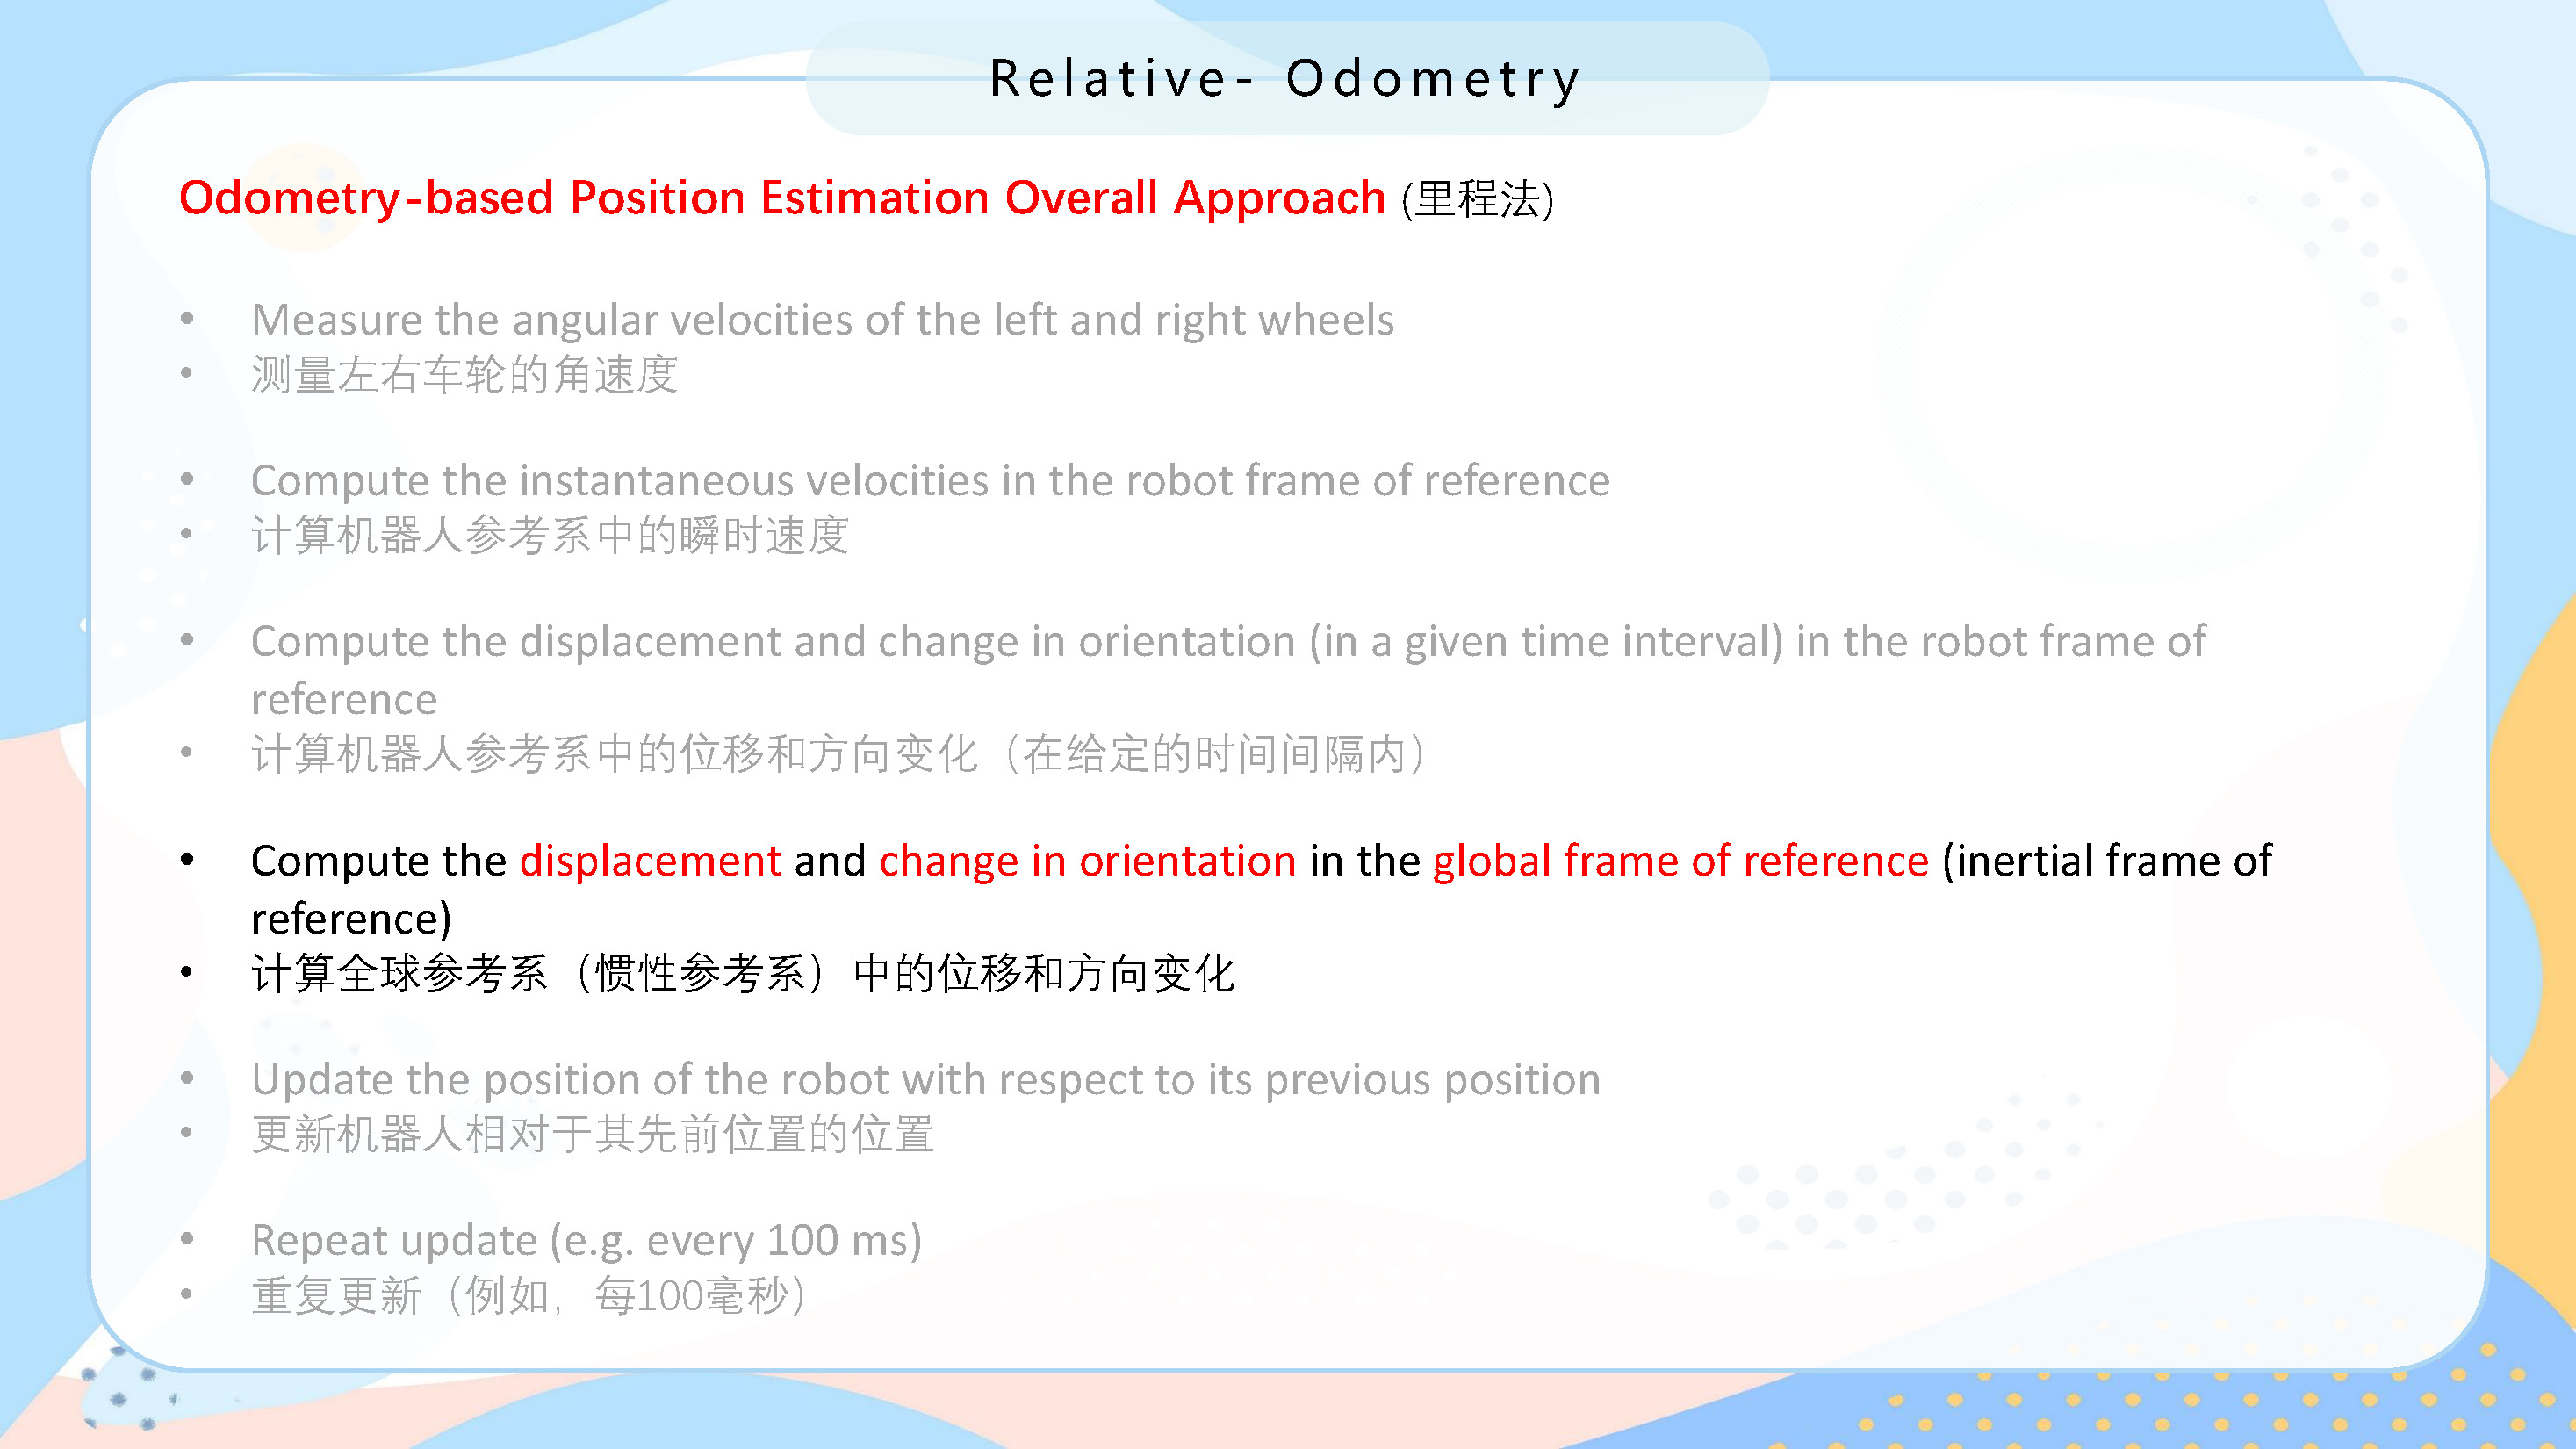 Relative- Odometry
Odometry-based Position Estimation Overall Approach (里程法)
• Measure the angular velocities of the left and right wheels
• 测量左右车轮的角速度
• Compute the instantaneous velocities in the robot frame of reference
• 计算机器人参考系中的瞬时速度
• Compute the displacement and change in orientation (in a given time interval) in the robot frame of
reference
• 计算机器人参考系中的位移和方向变化（在给定的时间间隔内）
• Compute the displacement and change in orientation in the global frame of reference (inertial frame of
reference)
• 计算全球参考系（惯性参考系）中的位移和方向变化
• Update the position of the robot with respect to its previous position
• 更新机器人相对于其先前位置的位置
• Repeat update (e.g. every 100 ms)
• 重复更新（例如，每100毫秒）